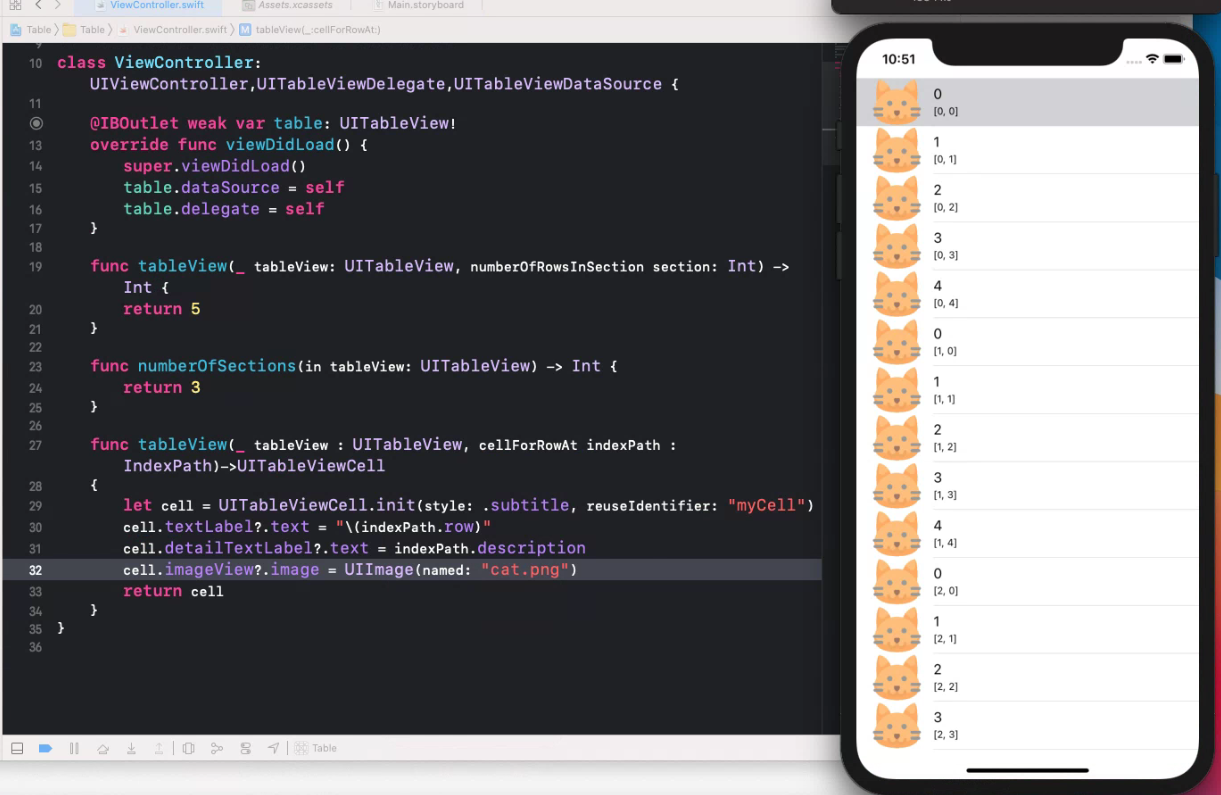 ViewController.swift
Assets.xcassets
Main.storyboard
Table
Table
ViewController.swift
M
tableView(_:cellForRowAt:)
9
10 class ViewController:
UIViewController,UITableViewDelegate,UITableViewDataSource {
11
@IBOutlet weak var table: UITableView!
13 override func viewDidLoad() {
14 super.viewDidLoad()
15 table.dataSource = self
16 table.delegate = self
17 }
18
19 func tableView(_ tableView: UITableView, numberOfRowsInSection section: Int) ->
Int {
20 return 5
21 }
22
23 func numberOfSections(in tableView: UITableView) -> Int {
24 return 3
25 }
26
27 func tableView(_ tableView : UITableView, cellForRowAt indexPath :
IndexPath)->UITableViewCell
28 {
29 let cell = UITableViewCell.init(style: .subtitle, reuseIdentifier: "myCell")
30 cell.textLabel?.text = "\(indexPath.row)"
31 cell.detailTextLabel?.text = indexPath.description
32 cell.imageView?.image = UIImage(named: "cat.png")
33 return cell
34 }
35 }
36
Table
10:51
0
[0, 0]
1
[0, 1]
2
[0, 2]
3
[0, 3]
4
[0, 4]
0
[1, 0]
1
[1, 1]
2
[1, 2]
3
[1, 3]
4
[1, 4]
0
[2, 0]
1
[2, 1]
2
[2, 2]
3
[2, 3]